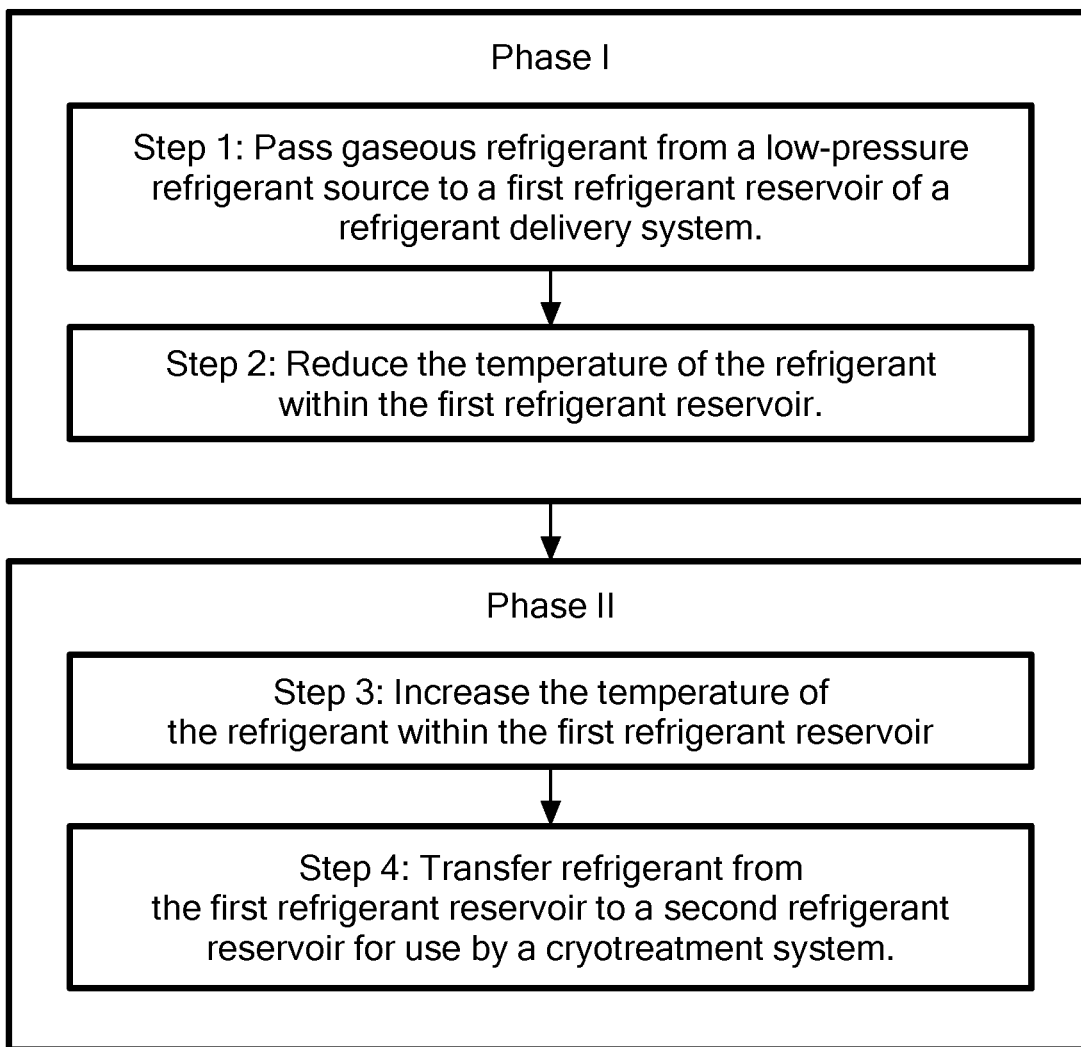 Phase I
Step 1: Pass gaseous refrigerant from a low-pressure
refrigerant source to a first refrigerant reservoir of a
refrigerant delivery system.
Step 2: Reduce the temperature of the refrigerant
within the first refrigerant reservoir.
Phase II
Step 3: Increase the temperature of
the refrigerant within the first refrigerant reservoir
Step 4: Transfer refrigerant from
the first refrigerant reservoir to a second refrigerant
reservoir for use by a cryotreatment system.